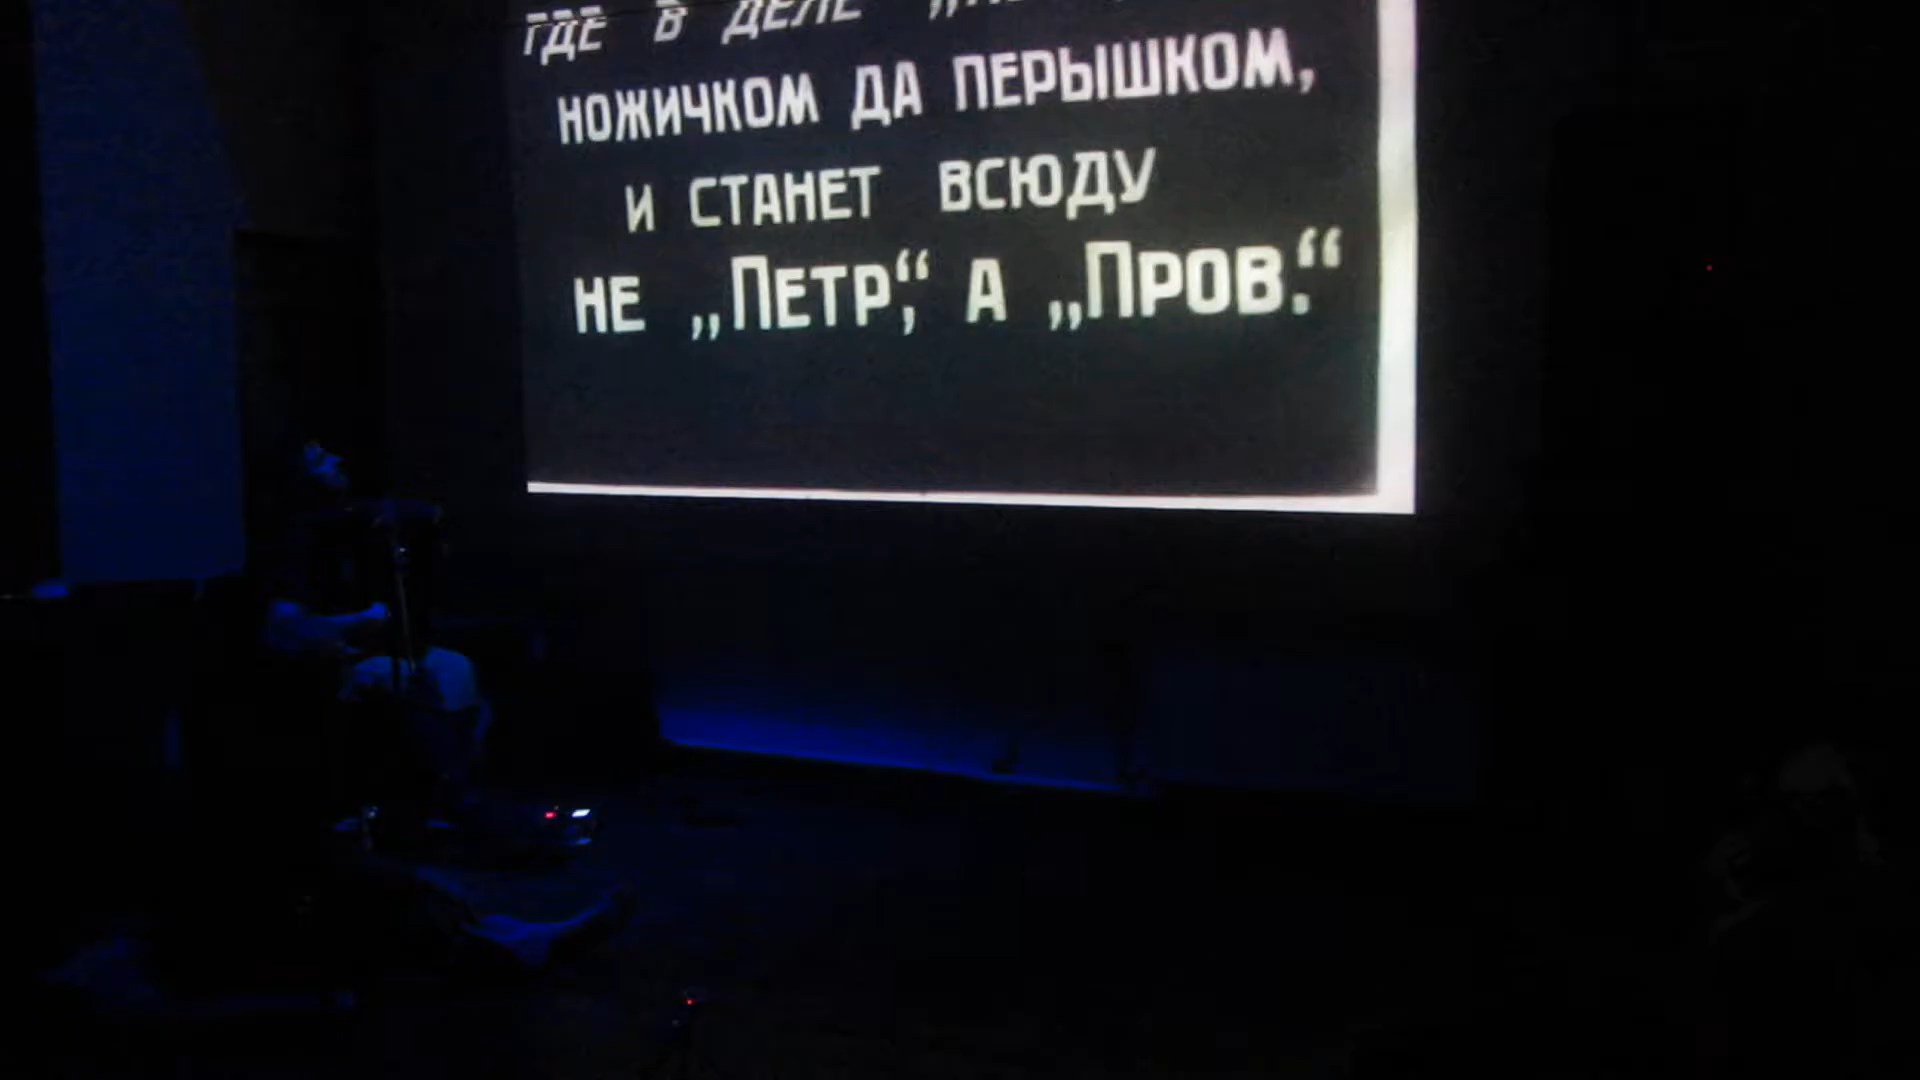 ГДЕ В ДЕЛЕ
НОЖИЧКОМ ДА ПЕРЫШКОМ,
И СТАНЕТ ВСЮДУ
НЕ „ПЕТР“, А „ПРОВ.“